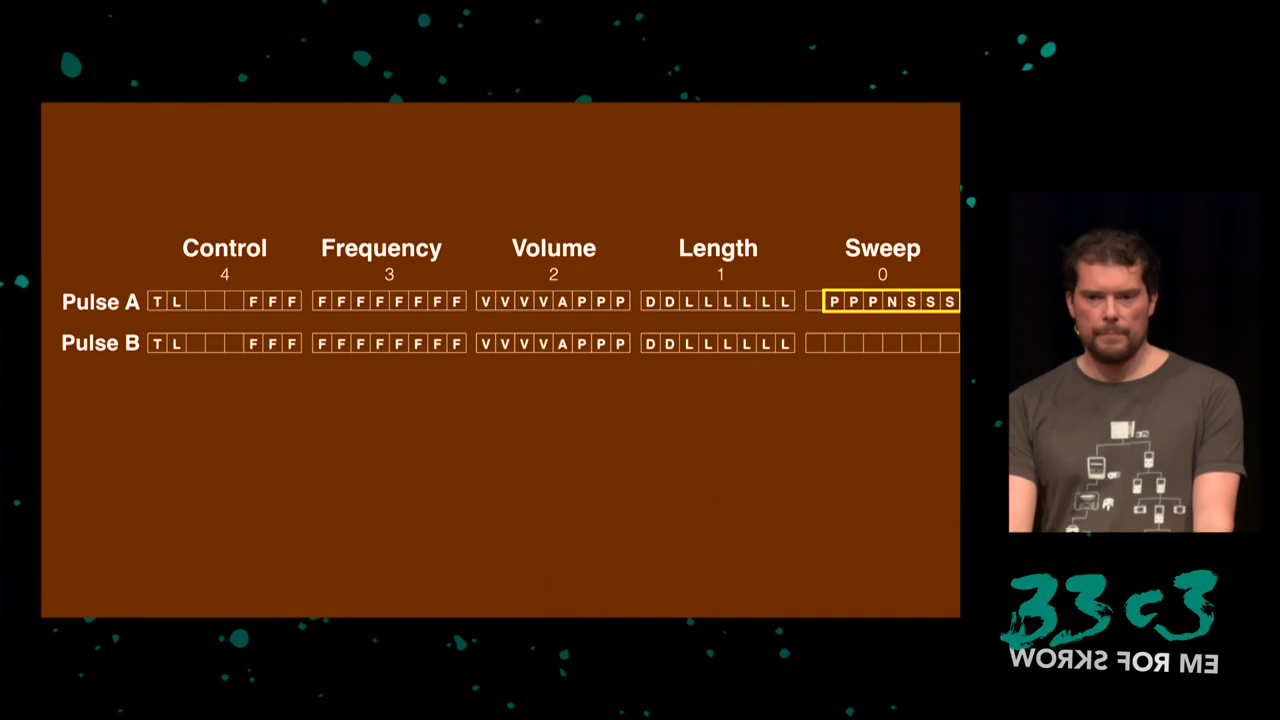 Control Frequency Volume Length Sweep
4 3 2 1 0
Pulse A T L F F F F F F F F F F F V V V V A P P P D D L L L L L L P P P N S S S
Pulse B T L F F F F F F F F F F F V V V V A P P P D D L L L L L L
33c3
WORKS FOR ME